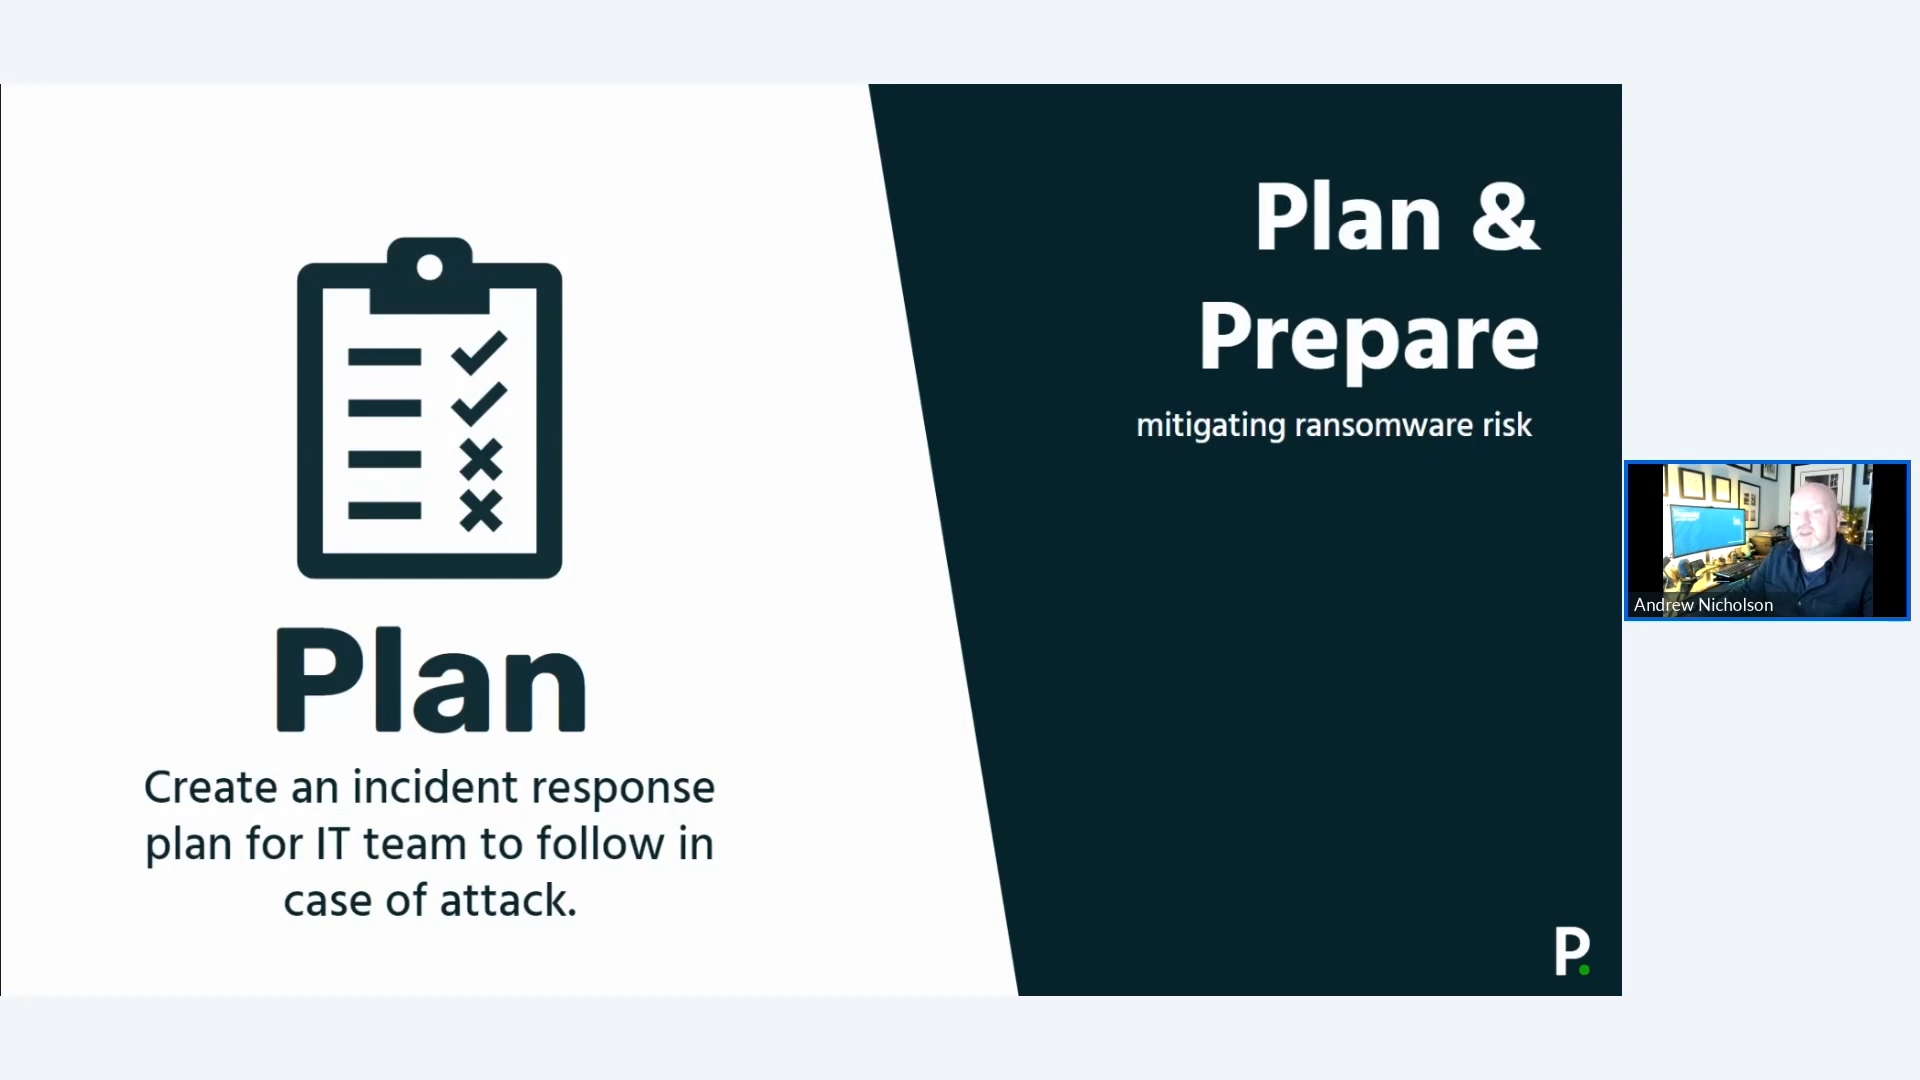 Plan &
Prepare
mitigating ransomware risk
Plan
Create an incident response
plan for IT team to follow in
case of attack.
P.
Andrew Nicholson